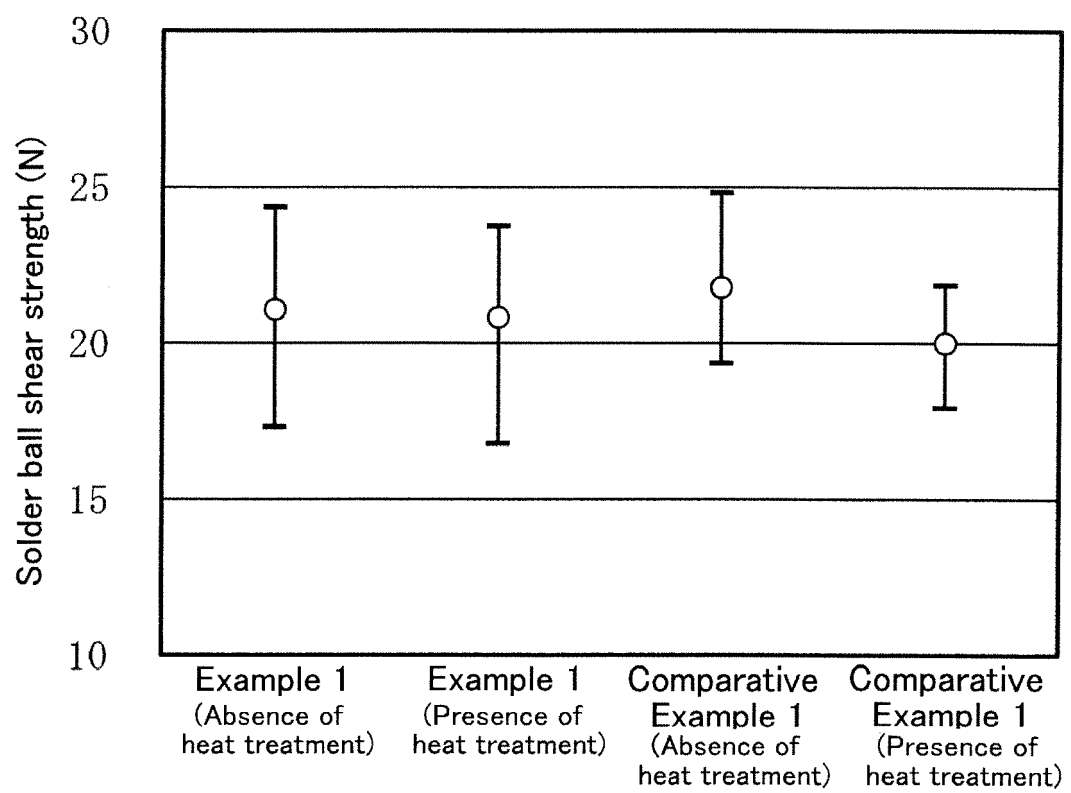 Solder ball shear strength (N)
30
25
20
15
10
Example 1
(Absence of
heat treatment)
Example 1
(Presence of
heat treatment)
Comparative
Example 1
(Absence of
heat treatment)
Comparative
Example 1
(Presence of
heat treatment)